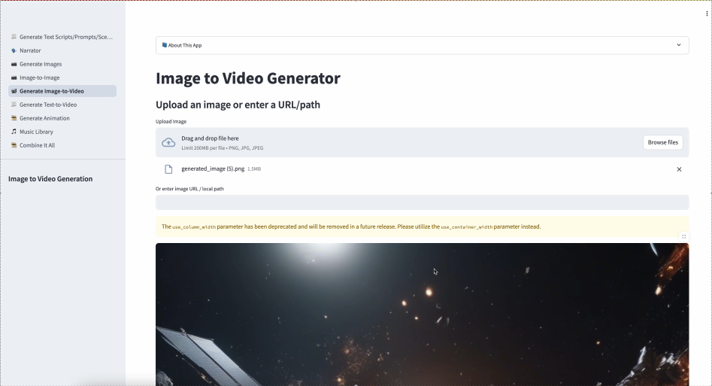 Generate Text Scripts/Prompts/Sce...
Narrator
Generate Images
Image-to-Image
Generate Image-to-Video
Generate Text-to-Video
Generate Animation
Music Library
Combine It All
Image to Video Generation
About This App
Image to Video Generator
Upload an image or enter a URL/path
Upload Image
Drag and drop file here
Limit 200MB per file • PNG, JPG, JPEG
Browse files
generated_image (5).png 1.3MB
Or enter image URL / local path
The use_column_width parameter has been deprecated and will be removed in a future release. Please utilize the use_container_width parameter instead.